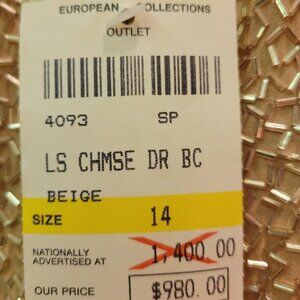 EUROPEAN COLLECTIONS
OUTLET
4093 SP
LS CHMSE DR BC
BEIGE
SIZE 14
NATIONALLY
ADVERTISED AT 1,400.00
OUR PRICE $980.00